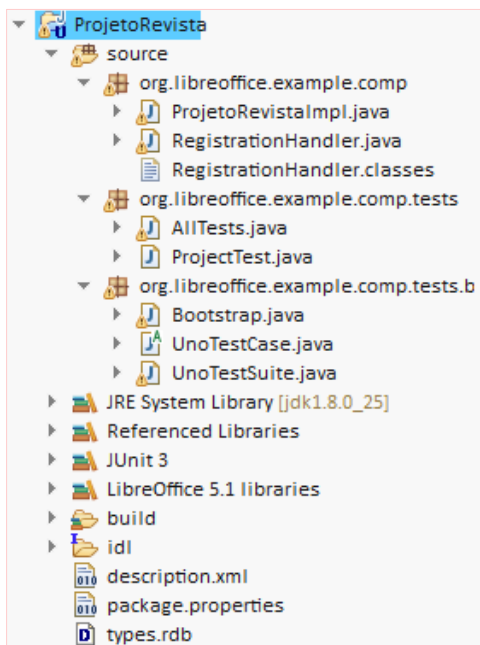 ProjetoRevista
source
org.libreoffice.example.comp
ProjetoRevistaImpl.java
RegistrationHandler.java
RegistrationHandler.classes
org.libreoffice.example.comp.tests
AllTests.java
ProjectTest.java
org.libreoffice.example.comp.tests.b
Bootstrap.java
UnoTestCase.java
UnoTestSuite.java
JRE System Library [jdk1.8.0_25]
Referenced Libraries
JUnit 3
LibreOffice 5.1 libraries
build
idl
description.xml
package.properties
types.rdb